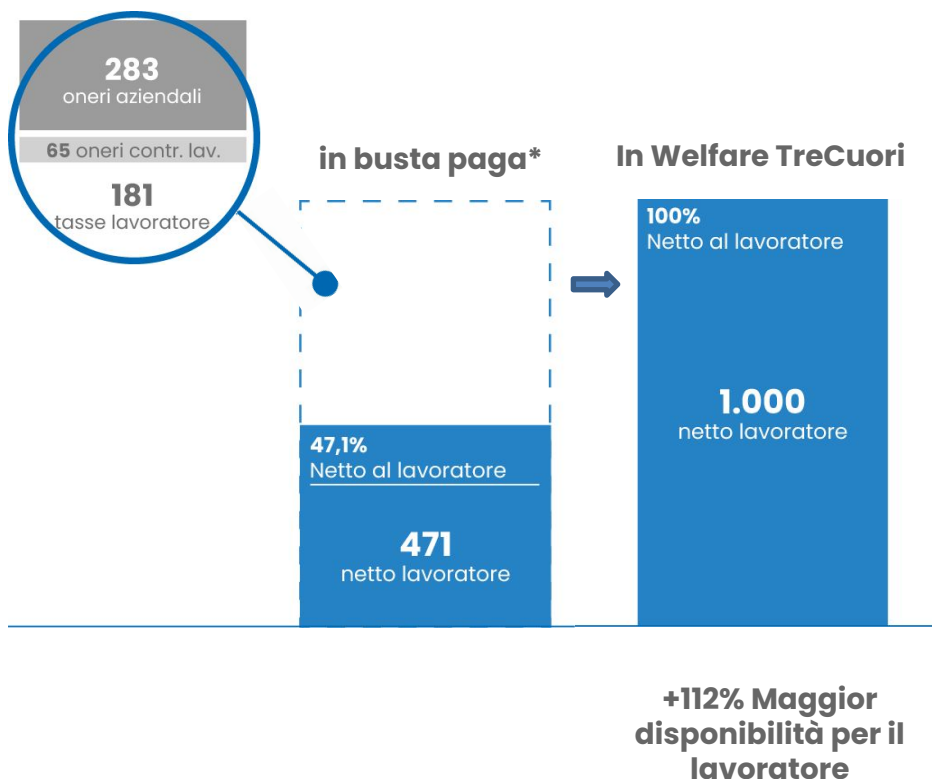 283
oneri aziendali
65 oneri contr. lav.
181
tasse lavoratore
in busta paga*
47,1%
Netto al lavoratore
471
netto lavoratore
In Welfare TreCuori
100%
Netto al lavoratore
1.000
netto lavoratore
+112% Maggior
disponibilità per il
lavoratore